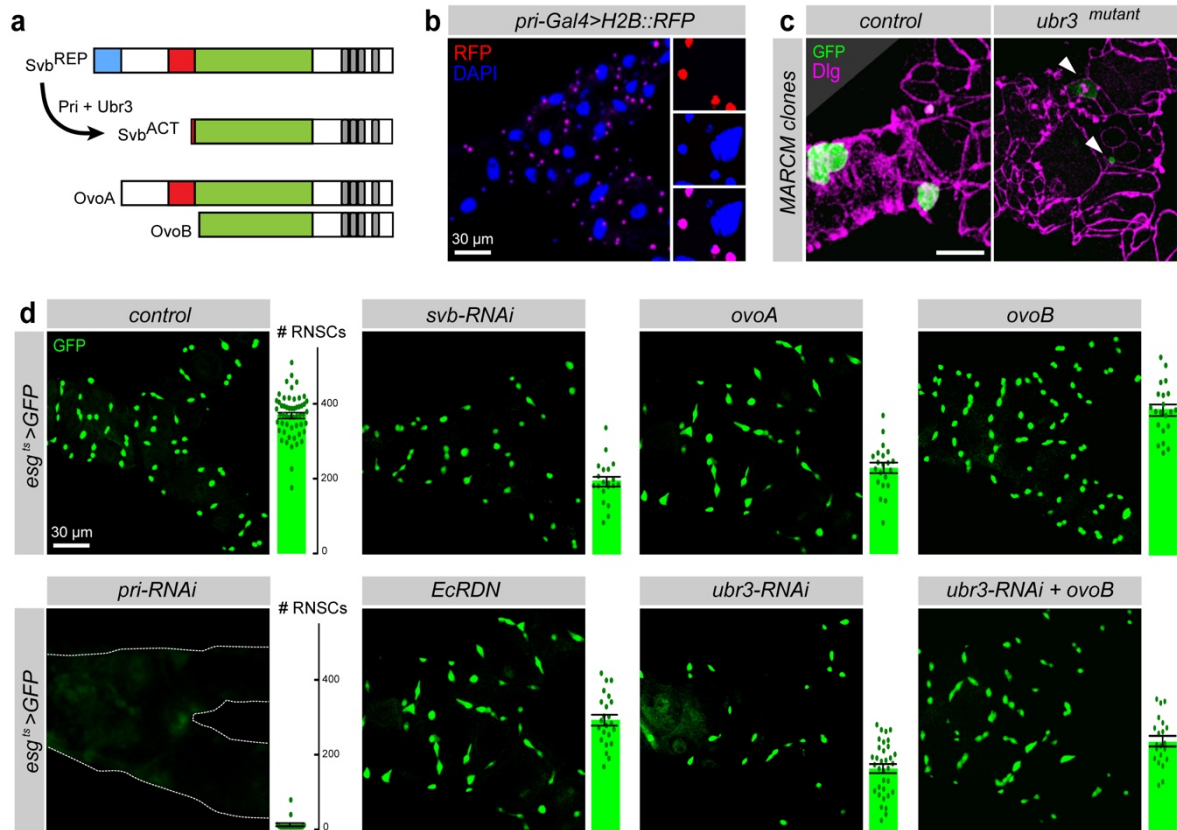 a
Svb^REP
Pri + Ubr3
Svb^ACT
OvoA
OvoB
b
pri-Gal4>H2B::RFP
RFP
DAPI
30 µm
c
control
ubr3 ^mutant
GFP
Dlg
MARCM clones
d
control
# RNSCs
svb-RNAi
ovoA
ovoB
esg^ts>GFP
GFP
400
200
0
30 µm
pri-RNAi
# RNSCs
EcRDN
ubr3-RNAi
ubr3-RNAi + ovoB
esg^ts>GFP
400
200
0